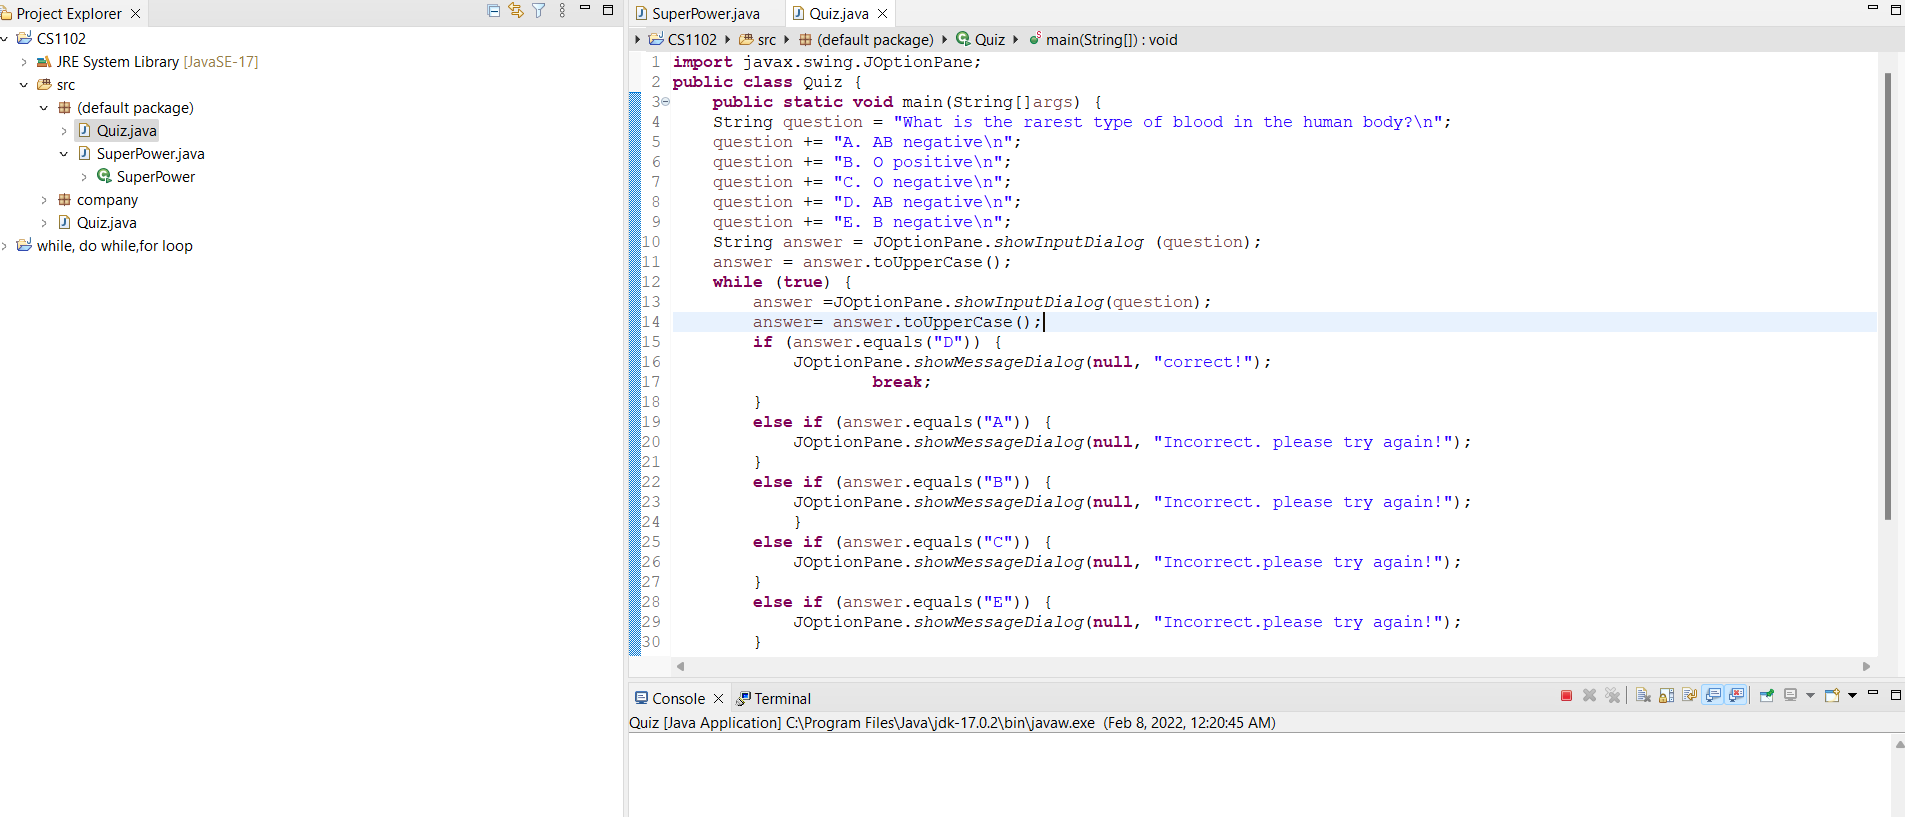 Project Explorer
CS1102
JRE System Library [JavaSE-17]
src
(default package)
Quiz.java
SuperPower.java
SuperPower
company
Quiz.java
while, do while,for loop
SuperPower.java
Quiz.java
CS1102 src (default package) Quiz main(String[]) : void
1 import javax.swing.JOptionPane;
2 public class Quiz {
3 public static void main(String[]args) {
4 String question = "What is the rarest type of blood in the human body?\n";
5 question += "A. AB negative\n";
6 question += "B. O positive\n";
7 question += "C. O negative\n";
8 question += "D. AB negative\n";
9 question += "E. B negative\n";
10 String answer = JOptionPane.showInputDialog (question);
11 answer = answer.toUpperCase();
12 while (true) {
13 answer =JOptionPane.showInputDialog(question);
14 answer= answer.toUpperCase();
15 if (answer.equals("D")) {
16 JOptionPane.showMessageDialog(null, "correct!");
17 break;
18 }
19 else if (answer.equals("A")) {
20 JOptionPane.showMessageDialog(null, "Incorrect. please try again!");
21 }
22 else if (answer.equals("B")) {
23 JOptionPane.showMessageDialog(null, "Incorrect. please try again!");
24 }
25 else if (answer.equals("C")) {
26 JOptionPane.showMessageDialog(null, "Incorrect.please try again!");
27 }
28 else if (answer.equals("E")) {
29 JOptionPane.showMessageDialog(null, "Incorrect.please try again!");
30 }
Console
Terminal
Quiz [Java Application] C:\Program Files\Java\jdk-17.0.2\bin\javaw.exe (Feb 8, 2022, 12:20:45 AM)